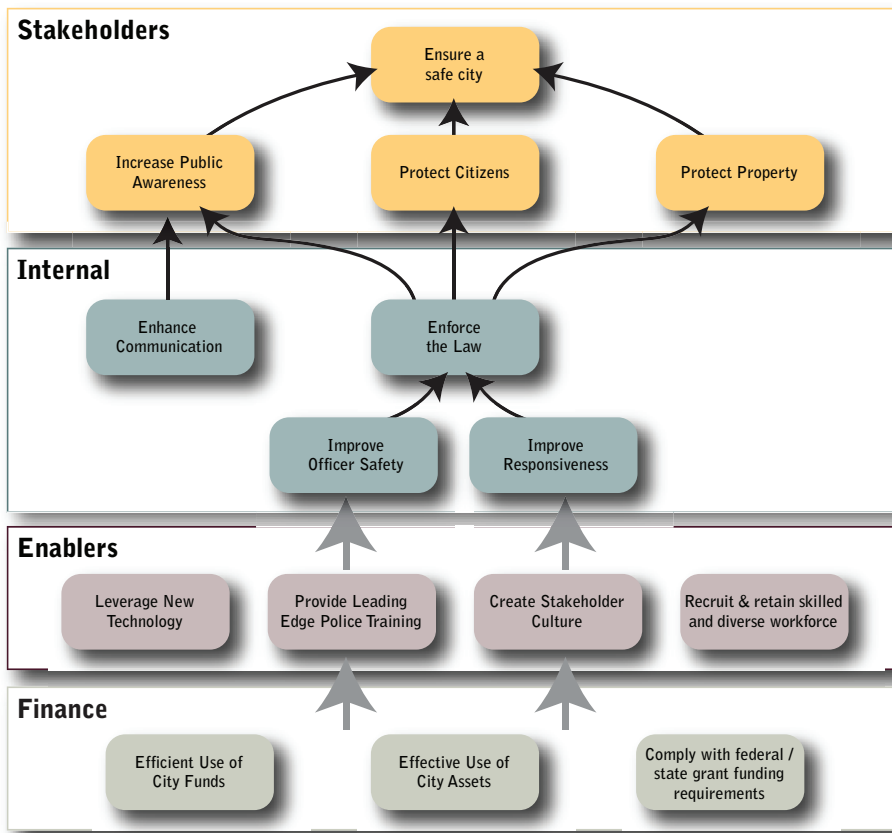 Stakeholders
Ensure a
safe city
Increase Public
Awareness
Protect Citizens
Protect Property
Internal
Enhance
Communication
Enforce
the Law
Improve
Officer Safety
Improve
Responsiveness
Enablers
Leverage New
Technology
Provide Leading
Edge Police Training
Create Stakeholder
Culture
Recruit & retain skilled
and diverse workforce
Finance
Efficient Use of
City Funds
Effective Use of
City Assets
Comply with federal /
state grant funding
requirements